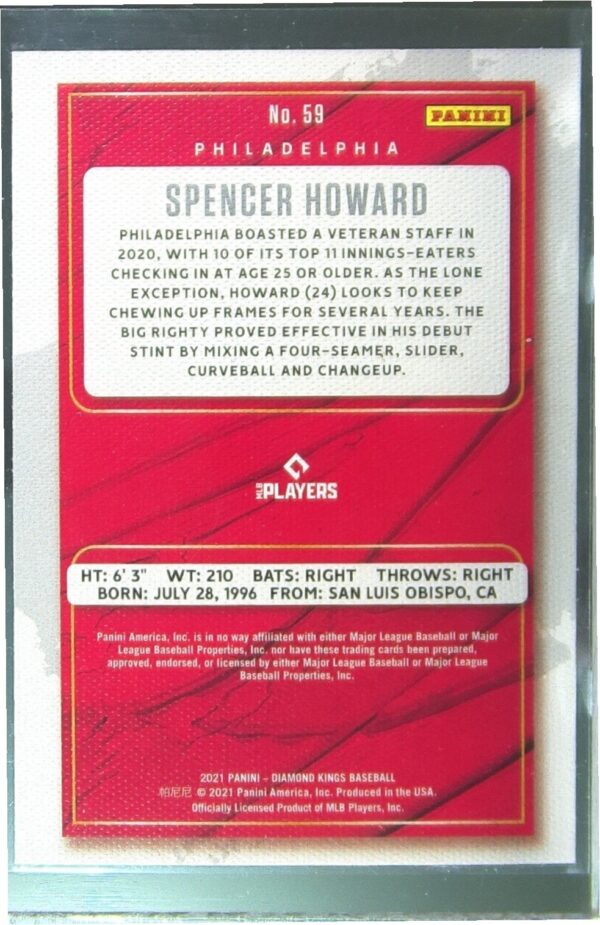 No. 59
PANINI
PHILADELPHIA
SPENCER HOWARD
PHILADELPHIA BOASTED A VETERAN STAFF IN
2020, WITH 10 OF ITS TOP 11 INNINGS-EATERS
CHECKING IN AT AGE 25 OR OLDER. AS THE LONE
EXCEPTION, HOWARD (24) LOOKS TO KEEP
CHEWING UP FRAMES FOR SEVERAL YEARS. THE
BIG RIGHTY PROVED EFFECTIVE IN HIS DEBUT
STINT BY MIXING A FOUR-SEAMER, SLIDER,
CURVEBALL AND CHANGEUP.
MLB PLAYERS
HT: 6' 3" WT: 210 BATS: RIGHT THROWS: RIGHT
BORN: JULY 28, 1996 FROM: SAN LUIS OBISPO, CA
Panini America, Inc. is in no way affiliated with either Major League Baseball or Major
League Baseball Properties, Inc. nor have these trading cards been prepared,
approved, endorsed, or licensed by either Major League Baseball or Major League
Baseball Properties, Inc.
2021 PANINI – DIAMOND KINGS BASEBALL
帕尼尼 © 2021 Panini America, Inc. Produced in the USA.
Officially Licensed Product of MLB Players, Inc.